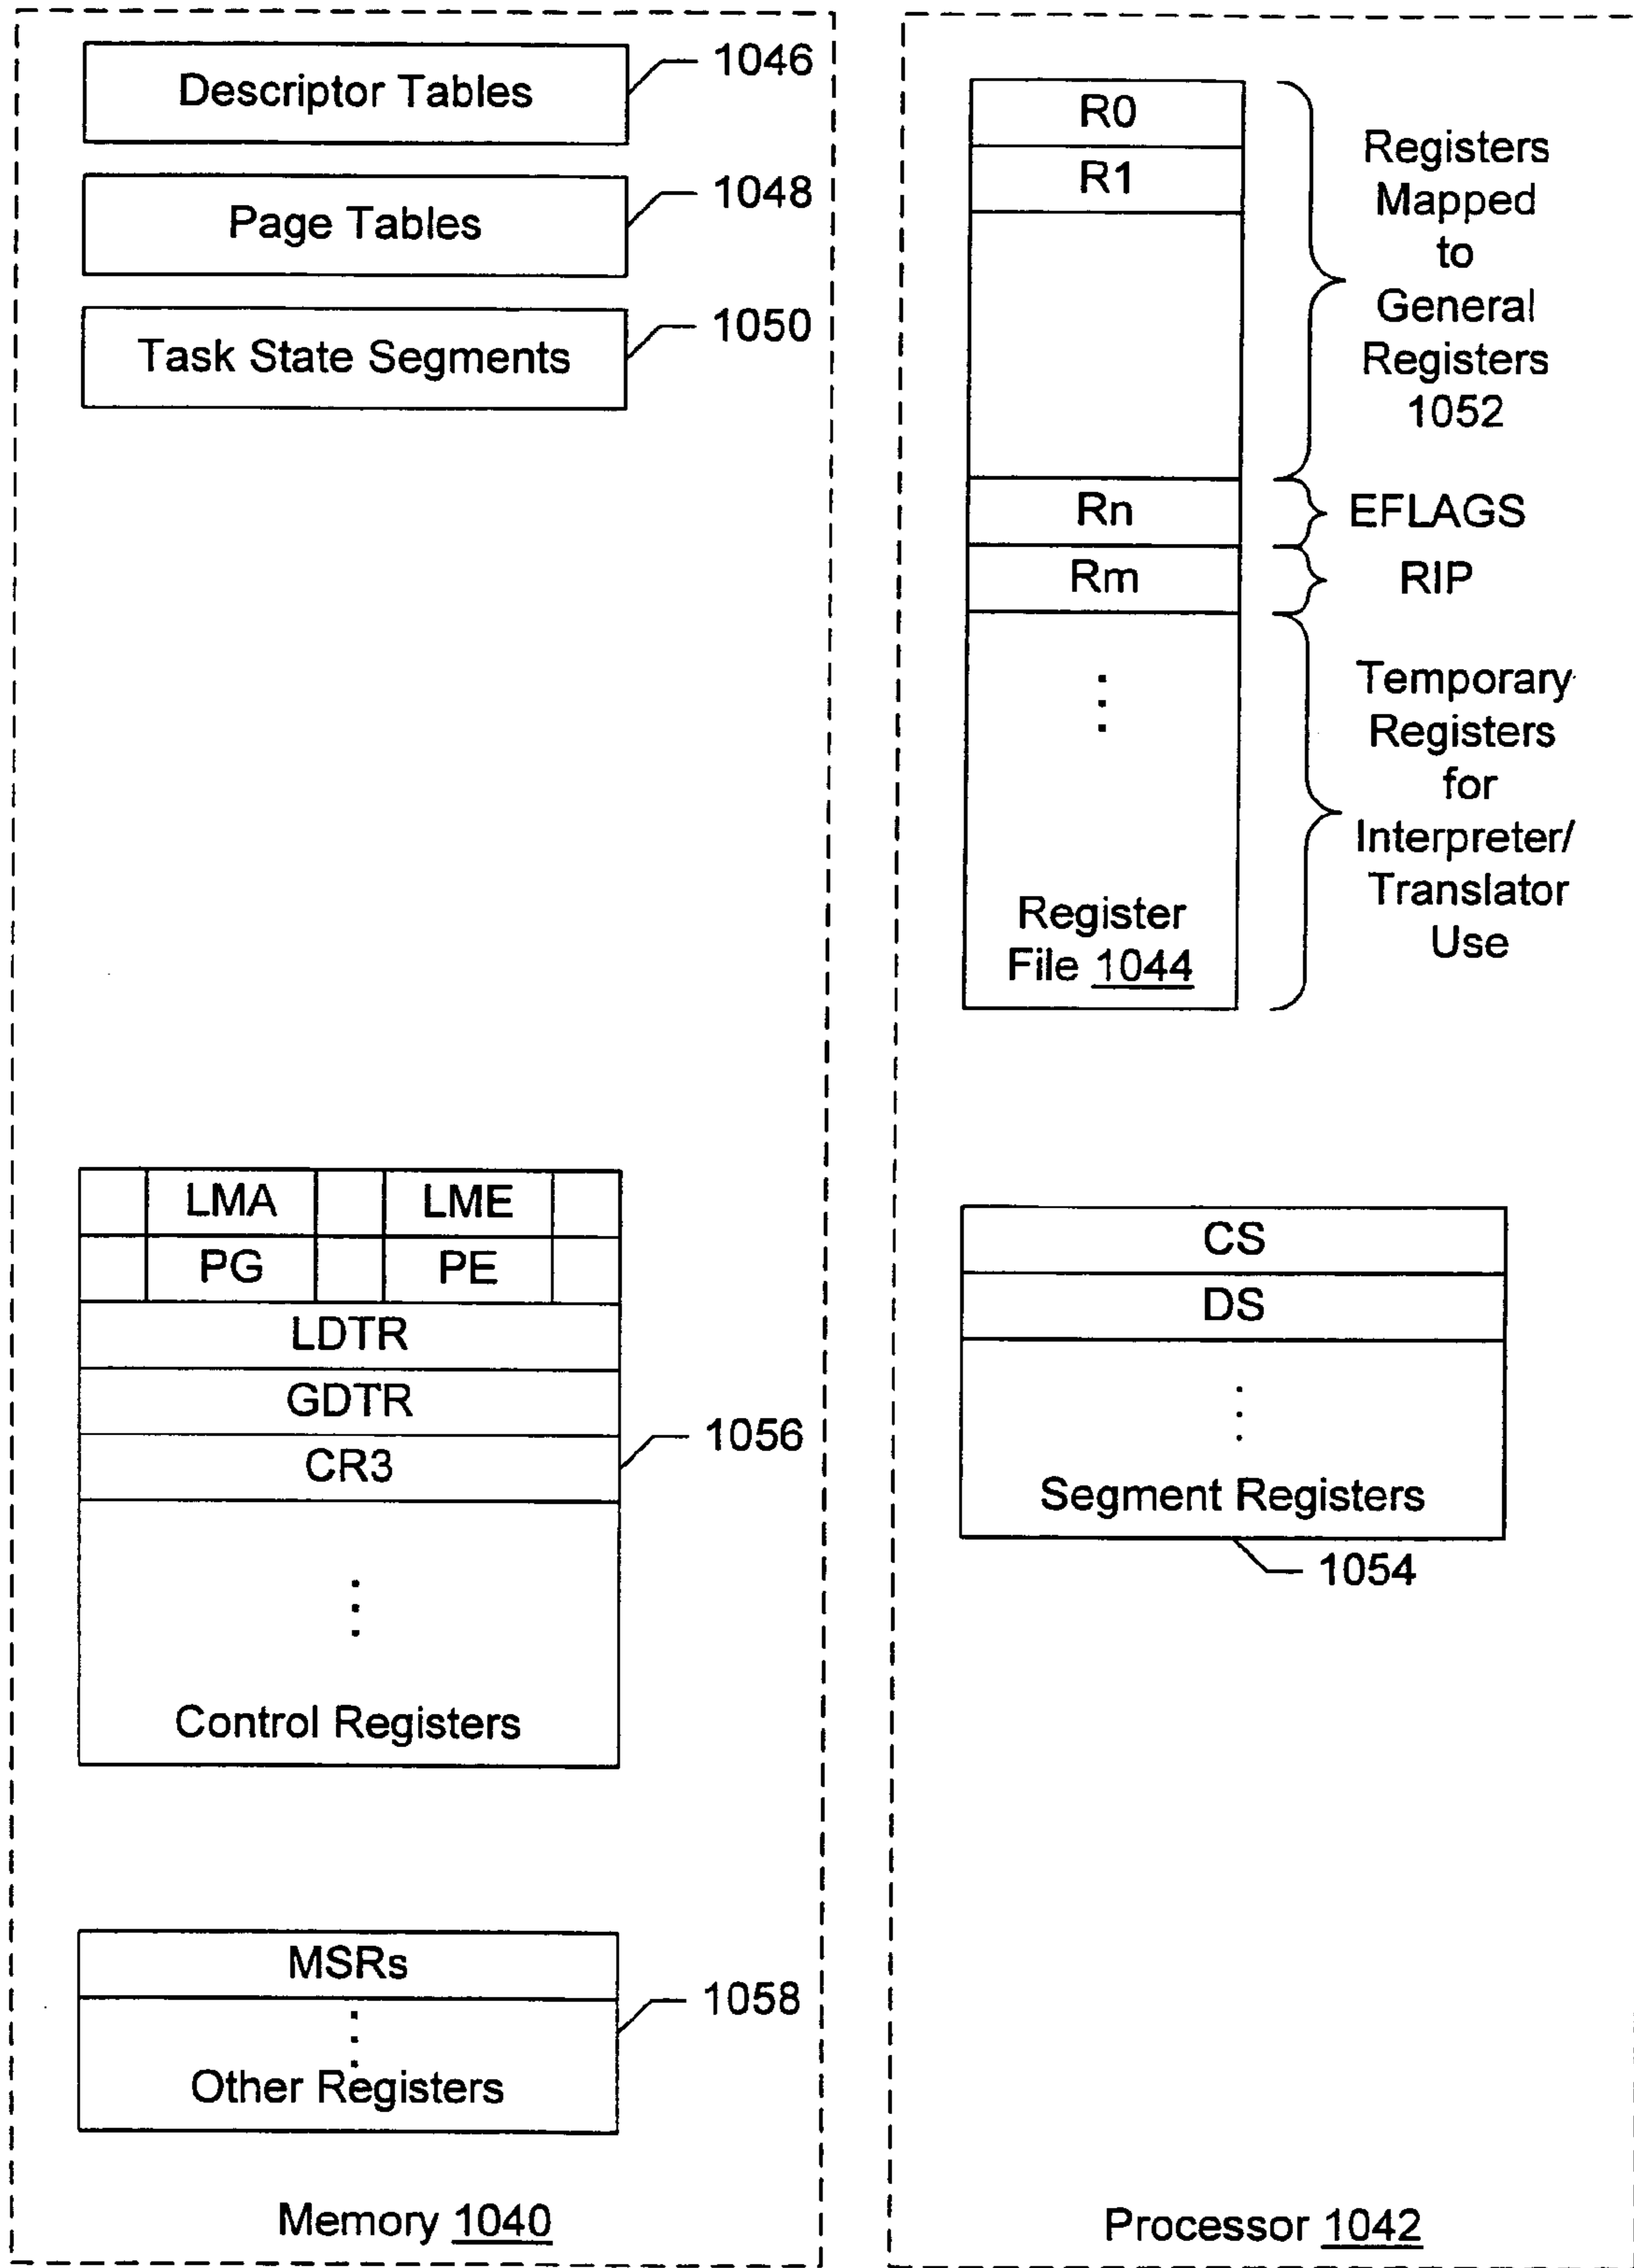 Descriptor Tables
1046
Page Tables
1048
Task State Segments
1050
LMA
LME
PG
PE
LDTR
GDTR
CR3
1056
Control Registers
MSRs
1058
Other Registers
Memory 1040
R0
R1
Registers
Mapped
to
General
Registers
1052
Rn
EFLAGS
Rm
RIP
Temporary
Registers
for
Interpreter/
Translator
Use
Register
File 1044
CS
DS
Segment Registers
1054
Processor 1042